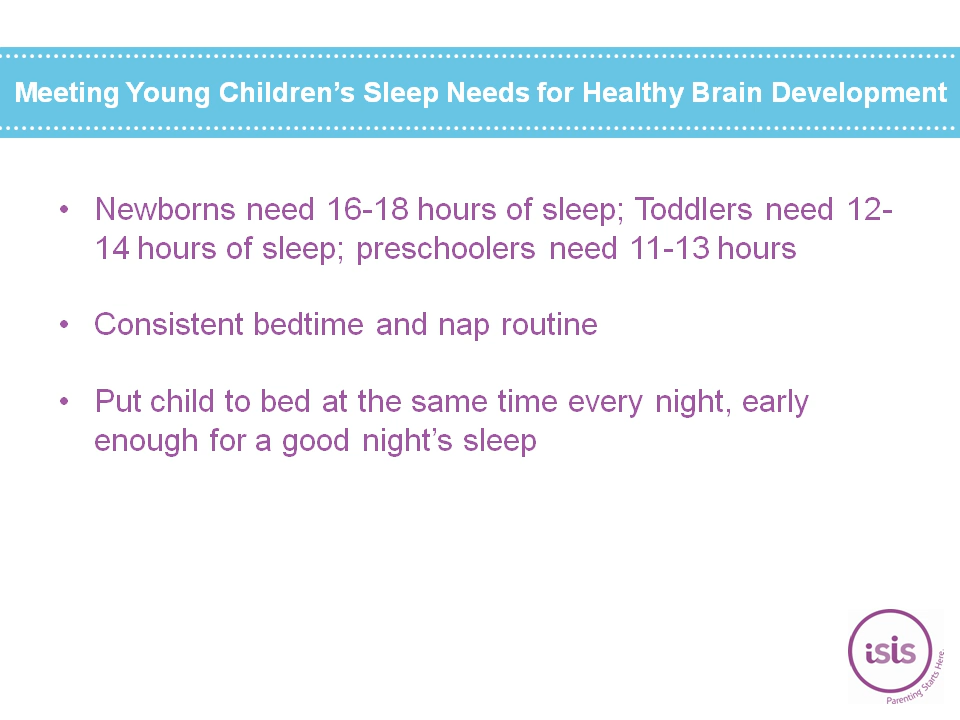 Meeting Young Children’s Sleep Needs for Healthy Brain Development
• Newborns need 16-18 hours of sleep; Toddlers need 12-
14 hours of sleep; preschoolers need 11-13 hours
• Consistent bedtime and nap routine
• Put child to bed at the same time every night, early
enough for a good night’s sleep
isis
Parenting Starts Here.